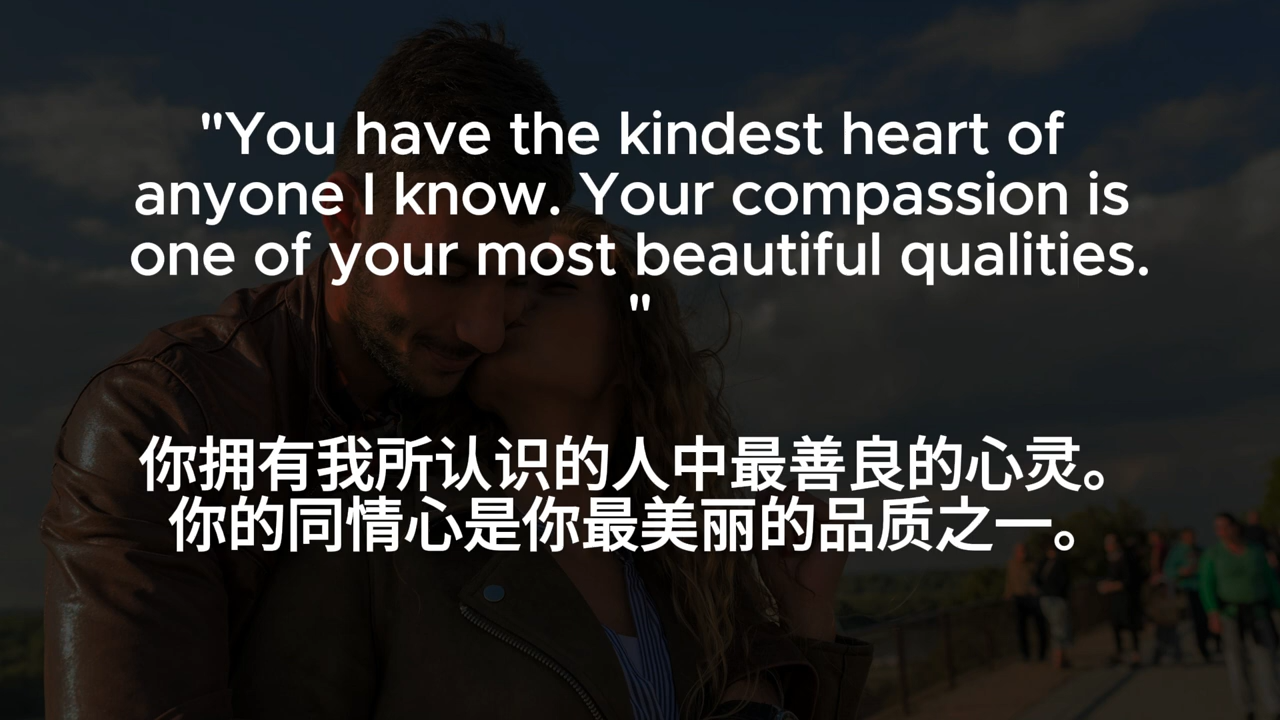 "You have the kindest heart of
anyone I know. Your compassion is
one of your most beautiful qualities.
"
你拥有我所认识的人中最善良的心灵。
你的同情心是你最美丽的品质之一。